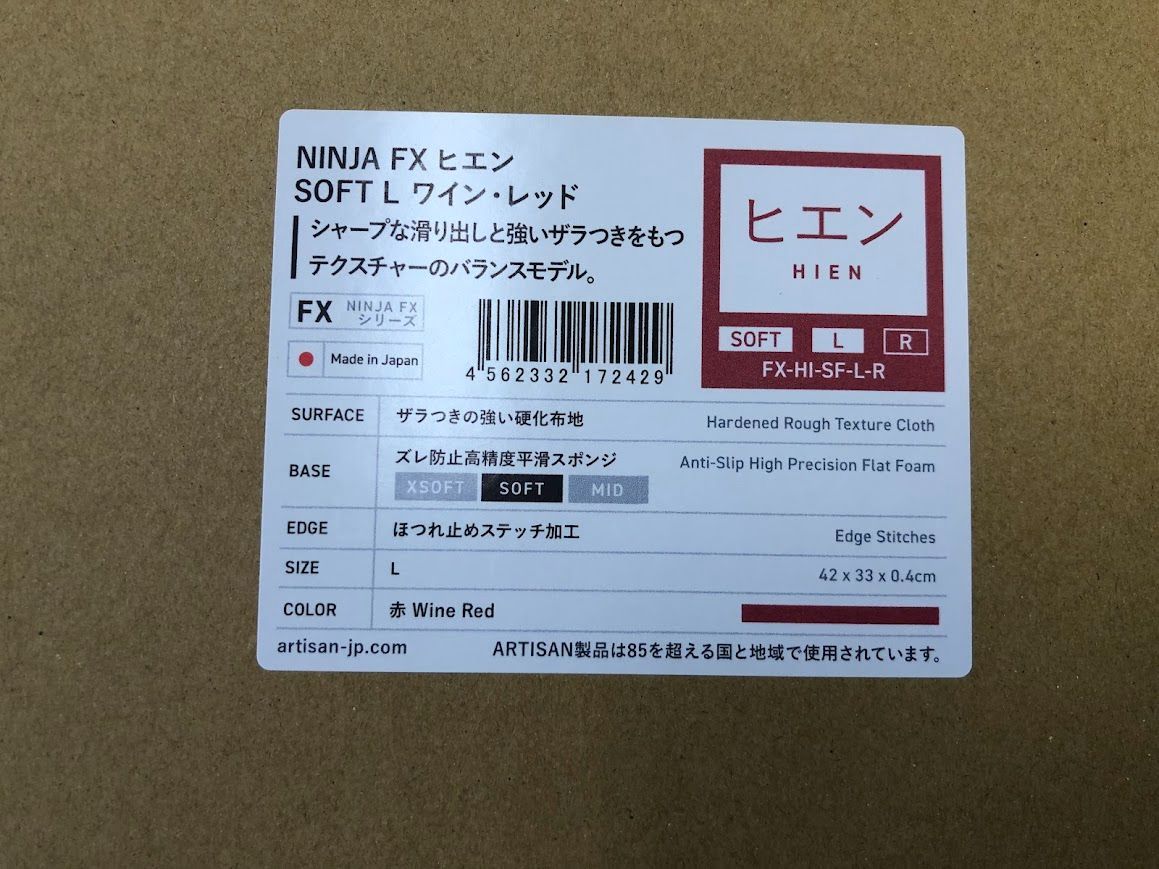 NINJA FX ヒエン
SOFT L ワイン・レッド
シャープな滑り出しと強いザラつきをもつ
テクスチャーのバランスモデル。
FX NINJA FX
シリーズ
Made in Japan
4 562332 172429
ヒエン
HIEN
SOFT L R
FX-HI-SF-L-R
SURFACE ザラつきの強い硬化布地 Hardened Rough Texture Cloth
BASE ズレ防止高精度平滑スポンジ Anti-Slip High Precision Flat Foam
XSOFT SOFT MID
EDGE ほつれ止めステッチ加工 Edge Stitches
SIZE L 42 x 33 x 0.4cm
COLOR 赤 Wine Red
artisan-jp.com ARTISAN製品は85を超える国と地域で使用されています。